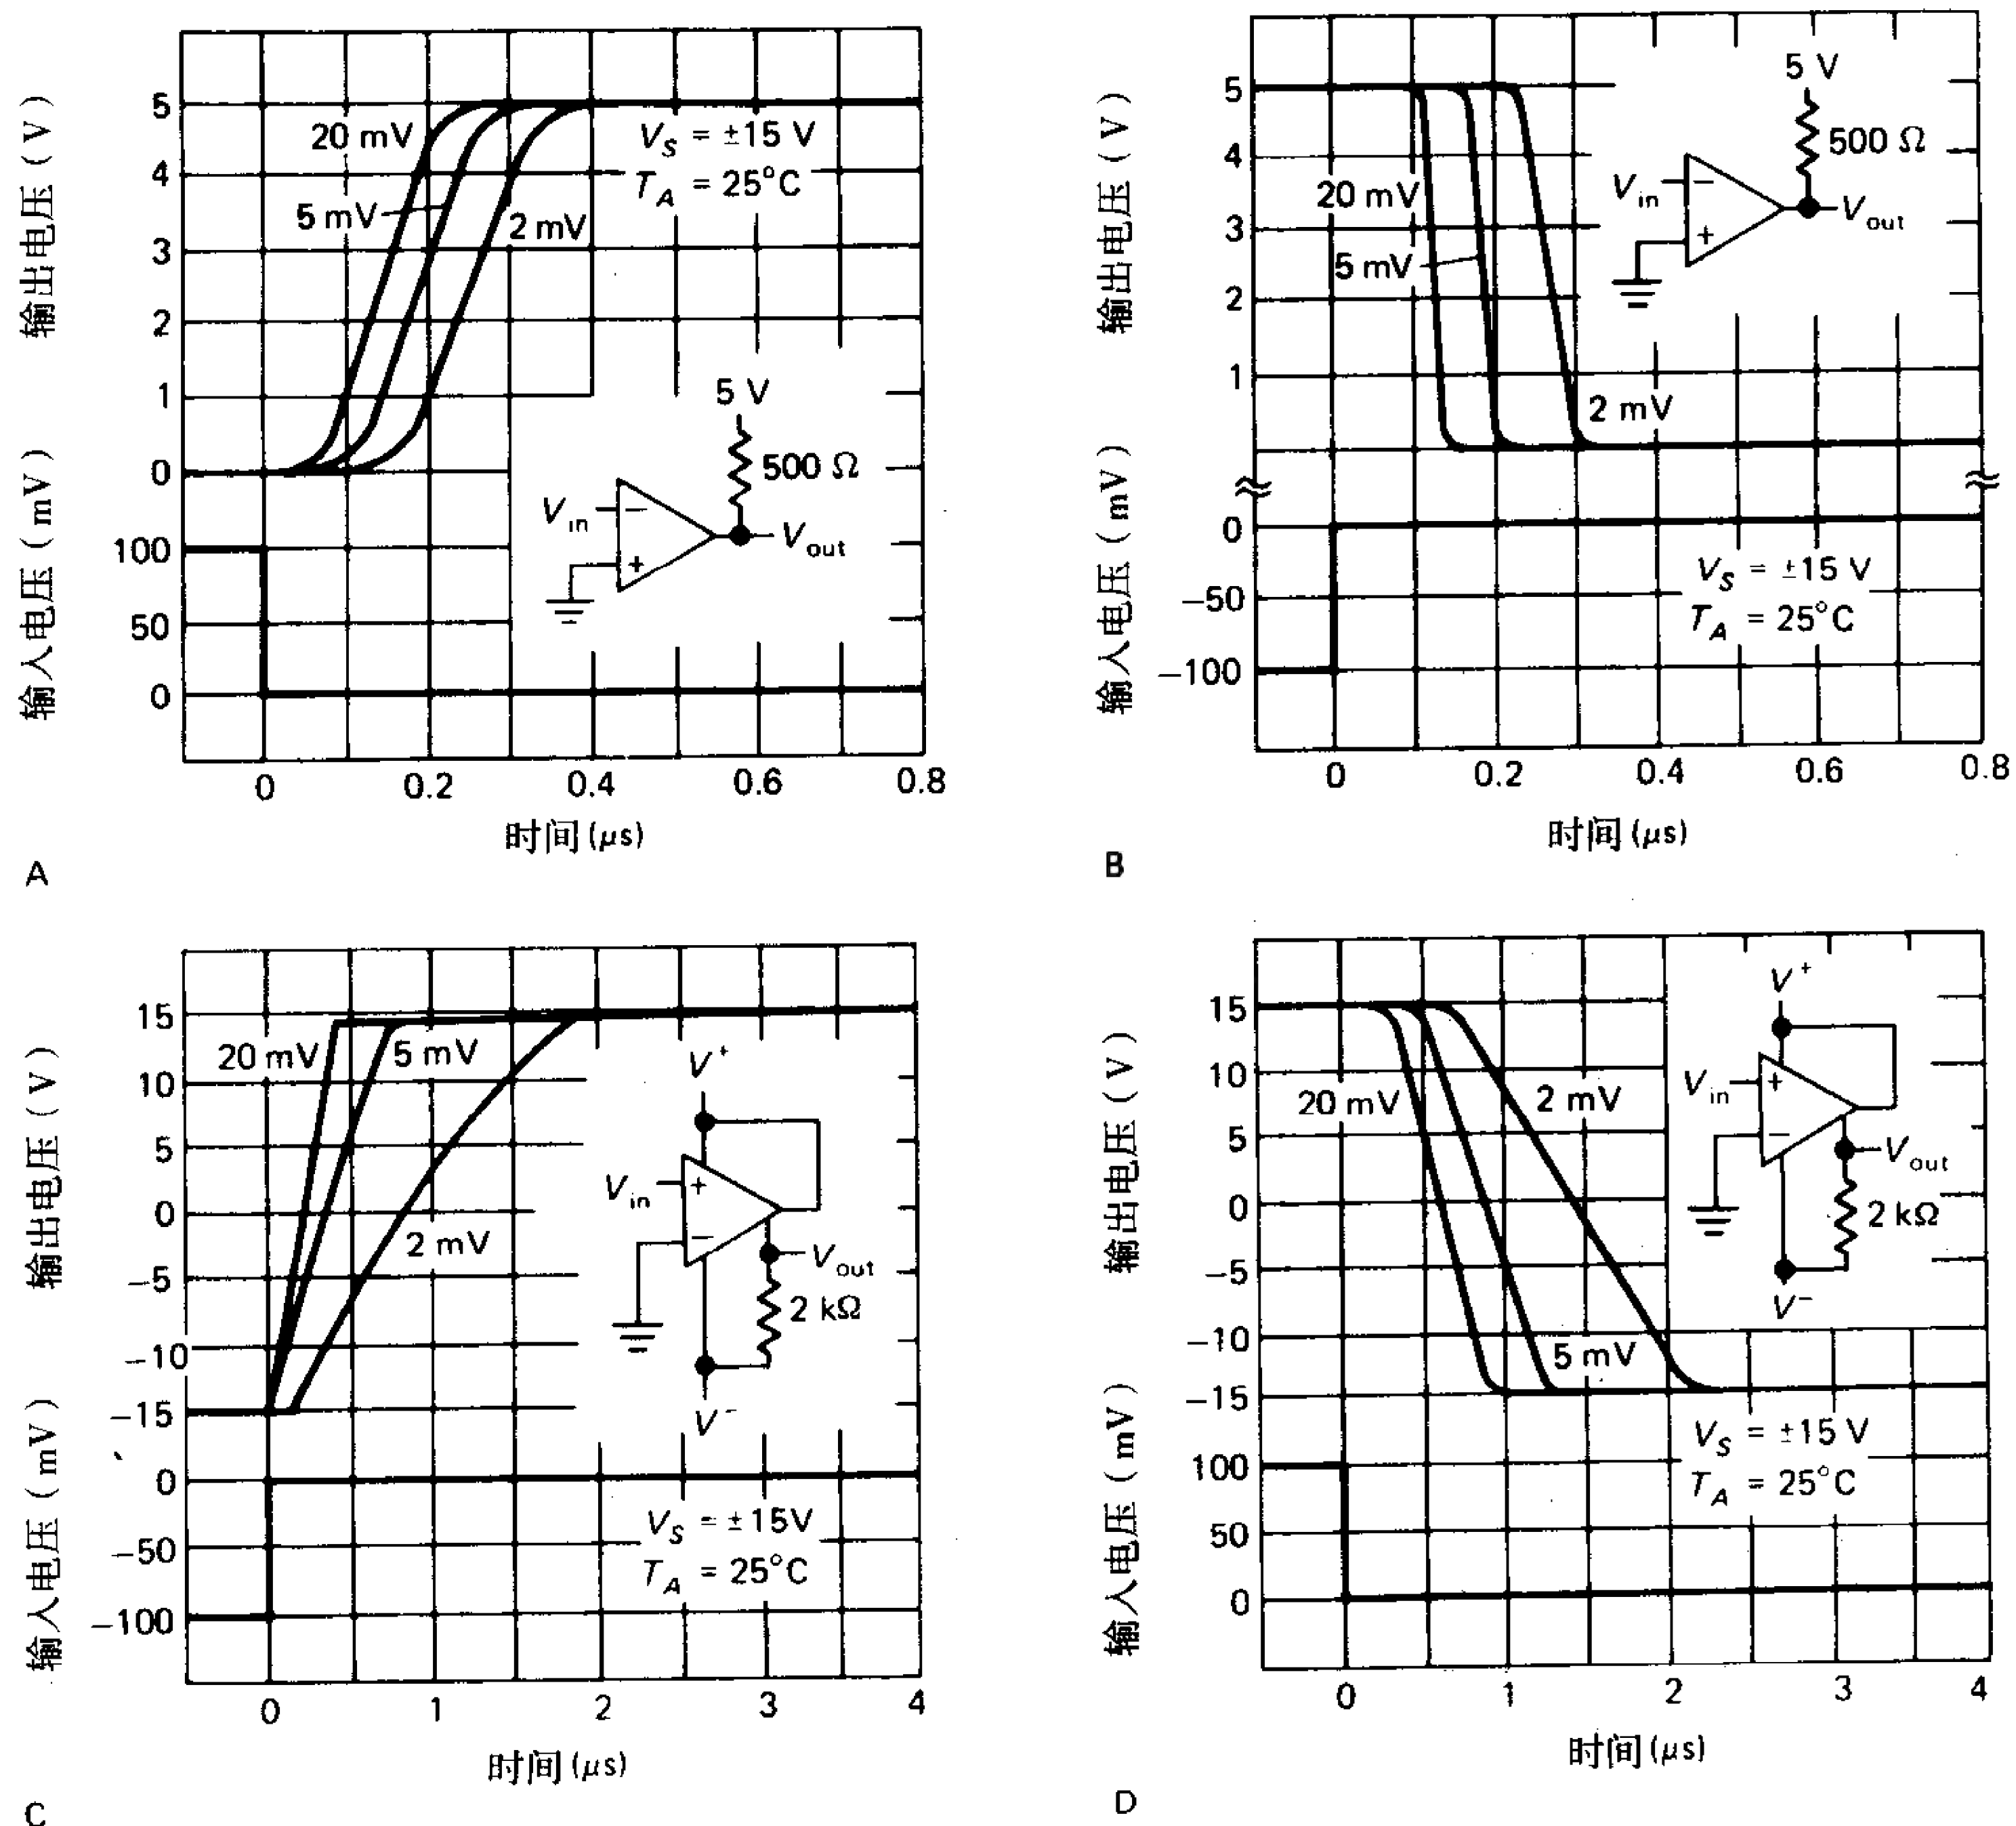 输出电压 (V)
输入电压 (mV)
5
4
3
2
1
0
100
50
0
20 mV
5 mV
2 mV
V_S = ±15 V
T_A = 25°C
5 V
500 Ω
V_in
−
+
V_out
0
0.2
0.4
0.6
0.8
时间 (μs)
A
输出电压 (V)
输入电压 (mV)
5
4
3
2
1
0
−50
−100
20 mV
5 mV
2 mV
5 V
500 Ω
V_in
−
+
V_out
V_S = ±15 V
T_A = 25°C
0
0.2
0.4
0.6
0.8
时间 (μs)
B
输出电压 (V)
输入电压 (mV)
15
10
5
0
−5
−10
−15
0
−50
−100
20 mV
5 mV
2 mV
V⁺
V_in
+
−
V_out
2 kΩ
V⁻
V_S = ±15V
T_A = 25°C
0
1
2
3
4
时间 (μs)
C
输出电压 (V)
输入电压 (mV)
15
10
5
0
−5
−10
−15
100
50
0
20 mV
2 mV
5 mV
V⁺
V_in
+
−
V_out
2 kΩ
V⁻
V_S = ±15 V
T_A = 25°C
0
1
2
3
4
时间 (μs)
D